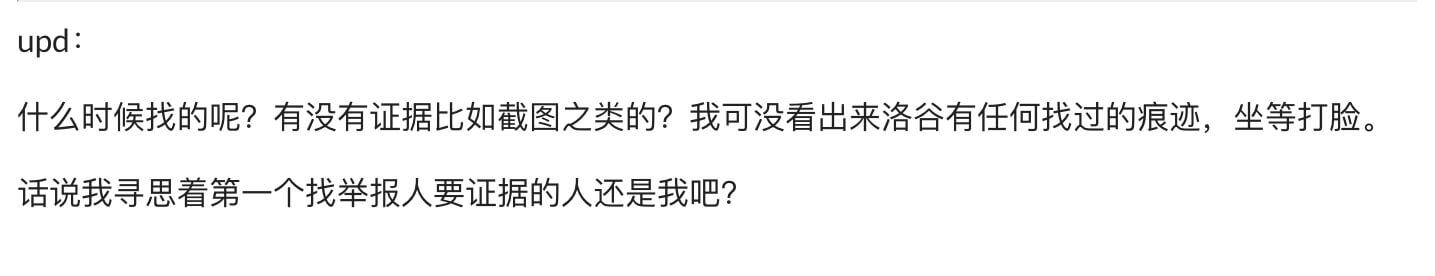 upd：
什么时候找的呢？有没有证据比如截图之类的？我可没看出来洛谷有任何找过的痕迹，坐等打脸。
话说我寻思着第一个找举报人要证据的人还是我吧？